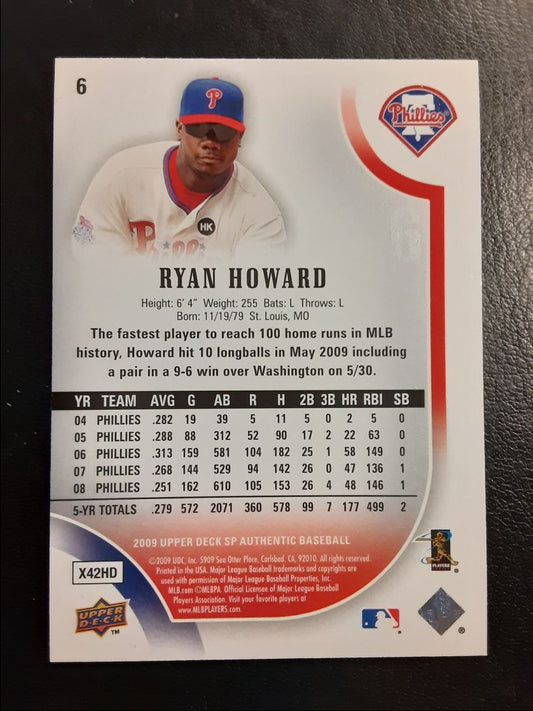 6
P
Phillies
HK
P
RYAN HOWARD
Height: 6' 4" Weight: 255 Bats: L Throws: L
Born: 11/19/79 St. Louis, MO
The fastest player to reach 100 home runs in MLB
history, Howard hit 10 longballs in May 2009 including
a pair in a 9-6 win over Washington on 5/30.
YR TEAM AVG G AB R H 2B 3B HR RBI SB
04 PHILLIES .282 19 39 5 11 5 0 2 5 0
05 PHILLIES .288 88 312 52 90 17 2 22 63 0
06 PHILLIES .313 159 581 104 182 25 1 58 149 0
07 PHILLIES .268 144 529 94 142 26 0 47 136 1
08 PHILLIES .251 162 610 105 153 26 4 48 146 1
5-YR TOTALS .279 572 2071 360 578 99 7 177 499 2
2009 UPPER DECK SP AUTHENTIC BASEBALL
©2009 UDC, Inc. 5909 Sea Otter Place, Carlsbad, CA, 92010. All rights reserved.
Printed in the USA. Major League Baseball trademarks and copyrights are
used with permission of Major League Baseball Properties, Inc.
MLB.com ©MLBPA. Official Licensee of Major League Baseball
Players Association. Visit your favorite players at
www.MLBPLAYERS.com
X42HD
UPPER
DECK
TM
PLAYERS
®
®
®